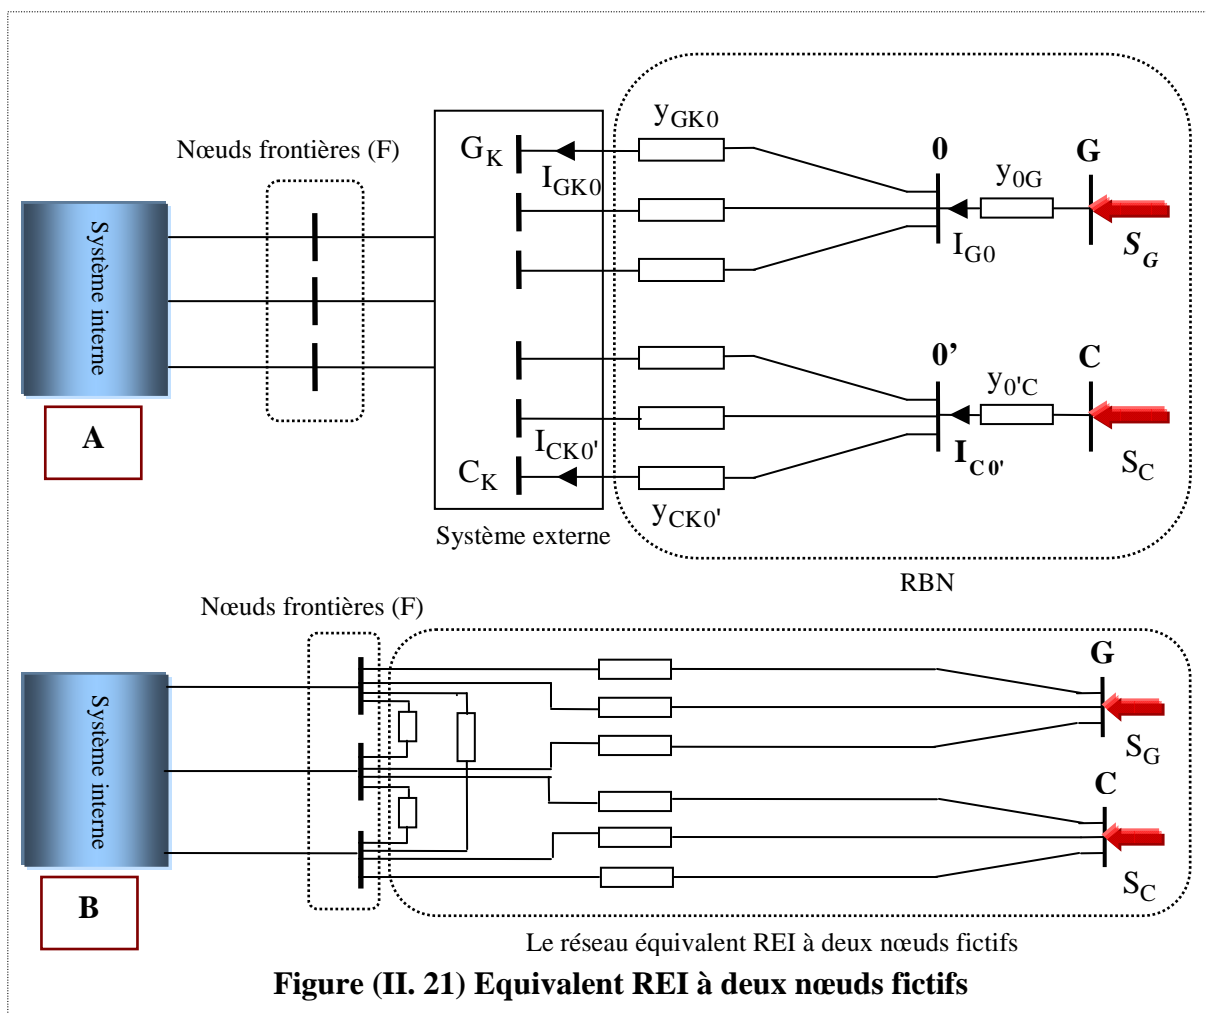 Nœuds frontières (F)
Système interne
A
G_K
I_GK0
y_GK0
0
I_G0
y_0G
G
S_G
C_K
I_CK0'
y_CK0'
0’
I_C0'
y_0'C
C
S_C
Système externe
RBN
Nœuds frontières (F)
Système interne
B
G
S_G
C
S_C
Le réseau équivalent REI à deux nœuds fictifs
Figure (II. 21) Equivalent REI à deux nœuds fictifs